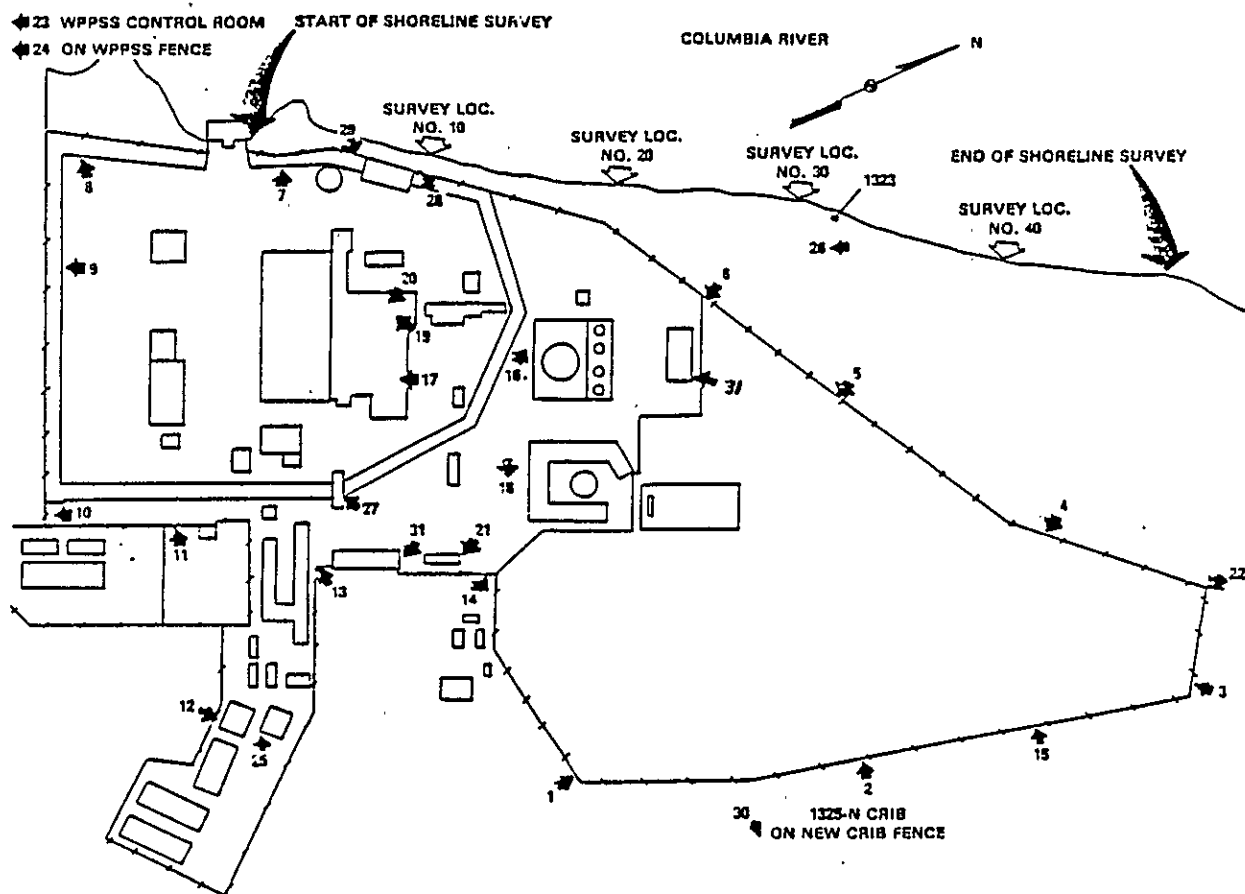 23 WPPSS CONTROL ROOM
START OF SHORELINE SURVEY
24 ON WPPSS FENCE
COLUMBIA RIVER
N
SURVEY LOC.
NO. 10
29
SURVEY LOC.
NO. 20
SURVEY LOC.
NO. 30
END OF SHORELINE SURVEY
1323
8
7
28
SURVEY LOC.
NO. 40
26
9
6
20
19
16
5
17
31
18
27
10
4
11
31
21
22
13
14
3
12
25
15
1
2
30
1325-N CRIB
ON NEW CRIB FENCE